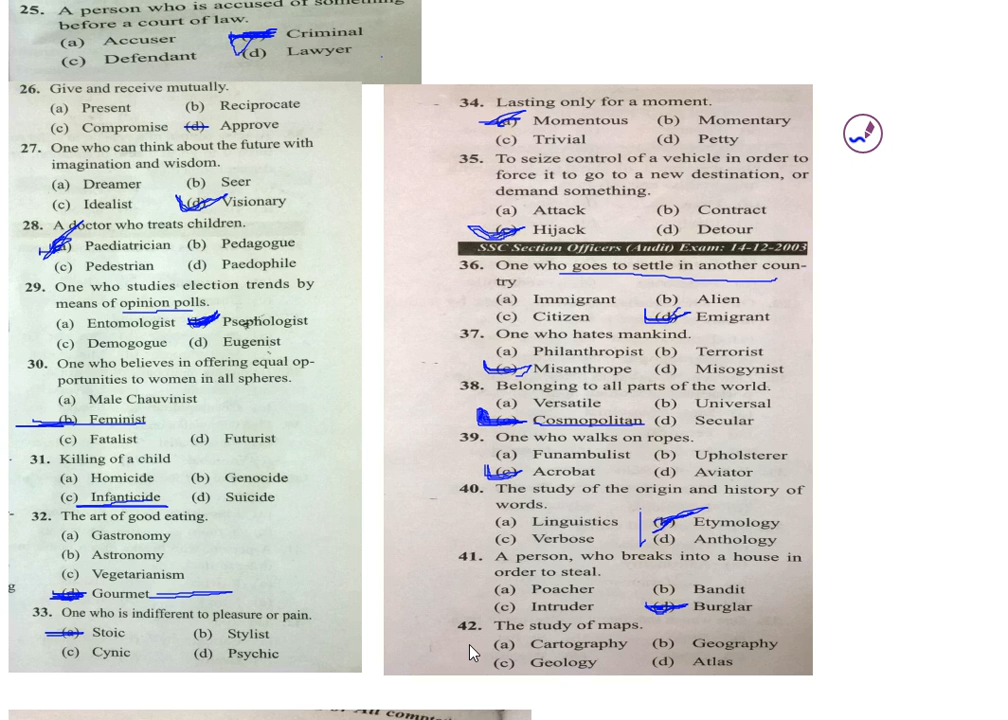 25. A person who is accused of something
before a court of law.
(a) Accuser Criminal
(c) Defendant (d) Lawyer
26. Give and receive mutually.
(a) Present (b) Reciprocate
(c) Compromise (d) Approve
27. One who can think about the future with
imagination and wisdom.
(a) Dreamer (b) Seer
(c) Idealist (d) Visionary
28. A doctor who treats children.
(a) Paediatrician (b) Pedagogue
(c) Pedestrian (d) Paedophile
29. One who studies election trends by
means of opinion polls.
(a) Entomologist Psephologist
(c) Demogogue (d) Eugenist
30. One who believes in offering equal op-
portunities to women in all spheres.
(a) Male Chauvinist
(b) Feminist
(c) Fatalist (d) Futurist
31. Killing of a child
(a) Homicide (b) Genocide
(c) Infanticide (d) Suicide
32. The art of good eating.
(a) Gastronomy
(b) Astronomy
(c) Vegetarianism
(d) Gourmet
33. One who is indifferent to pleasure or pain.
(a) Stoic (b) Stylist
(c) Cynic (d) Psychic
34. Lasting only for a moment.
(a) Momentous (b) Momentary
(c) Trivial (d) Petty
35. To seize control of a vehicle in order to
force it to go to a new destination, or
demand something.
(a) Attack (b) Contract
(c) Hijack (d) Detour
SSC Section Officers (Audit) Exam: 14-12-2003
36. One who goes to settle in another coun-
try
(a) Immigrant (b) Alien
(c) Citizen (d) Emigrant
37. One who hates mankind.
(a) Philanthropist (b) Terrorist
(c) Misanthrope (d) Misogynist
38. Belonging to all parts of the world.
(a) Versatile (b) Universal
(c) Cosmopolitan (d) Secular
39. One who walks on ropes.
(a) Funambulist (b) Upholsterer
(c) Acrobat (d) Aviator
40. The study of the origin and history of
words.
(a) Linguistics (b) Etymology
(c) Verbose (d) Anthology
41. A person, who breaks into a house in
order to steal.
(a) Poacher (b) Bandit
(c) Intruder (d) Burglar
42. The study of maps.
(a) Cartography (b) Geography
(c) Geology (d) Atlas
All